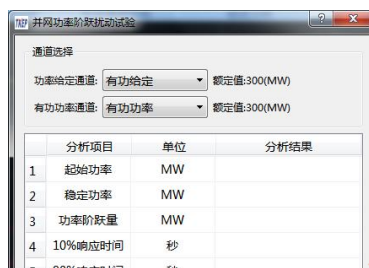 TKEP 并网功率阶跃扰动试验
通道选择
功率给定通道: 有功给定 额定值:300(MW)
有功功率通道: 有功功率 额定值:300(MW)
分析项目 单位 分析结果
1 起始功率 MW
2 稳定功率 MW
3 功率阶跃量 MW
4 10%响应时间 秒